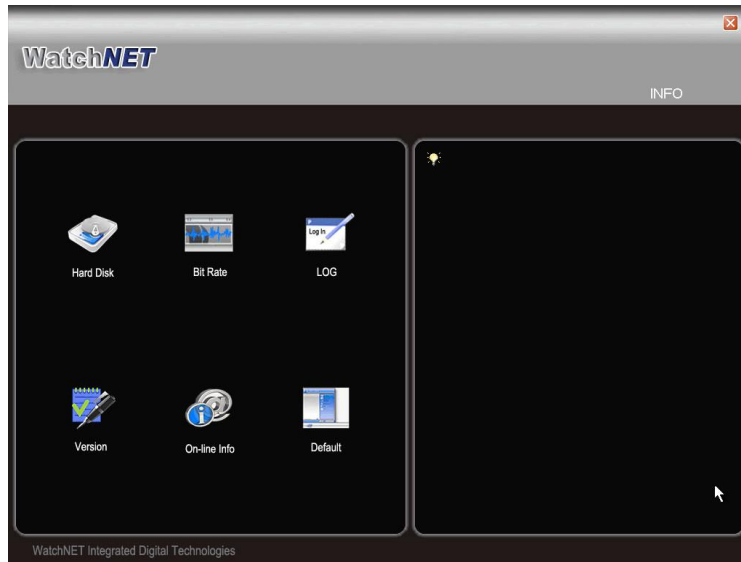 WatchNET
INFO
Log In
Hard Disk
Bit Rate
LOG
Version
On-line Info
Default
WatchNET Integrated Digital Technologies